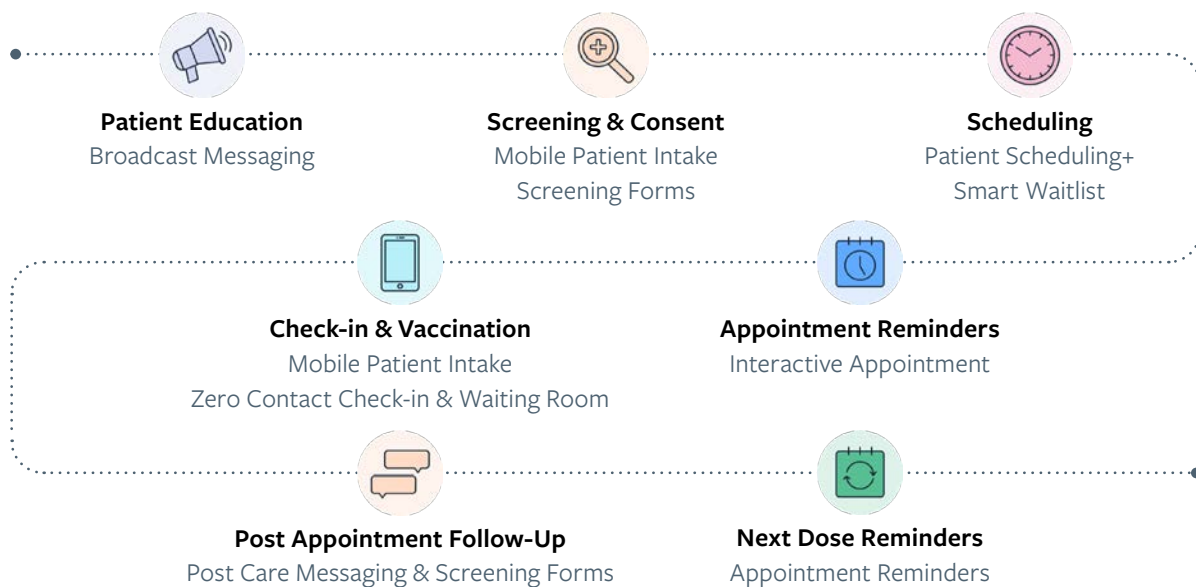 Patient Education
Broadcast Messaging
Screening & Consent
Mobile Patient Intake
Screening Forms
Scheduling
Patient Scheduling+
Smart Waitlist
Check-in & Vaccination
Mobile Patient Intake
Zero Contact Check-in & Waiting Room
Appointment Reminders
Interactive Appointment
Post Appointment Follow-Up
Post Care Messaging & Screening Forms
Next Dose Reminders
Appointment Reminders